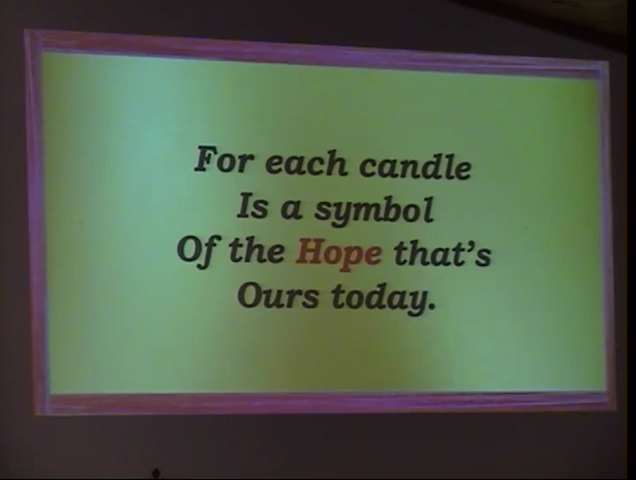 For each candle
Is a symbol
Of the Hope that's
Ours today.